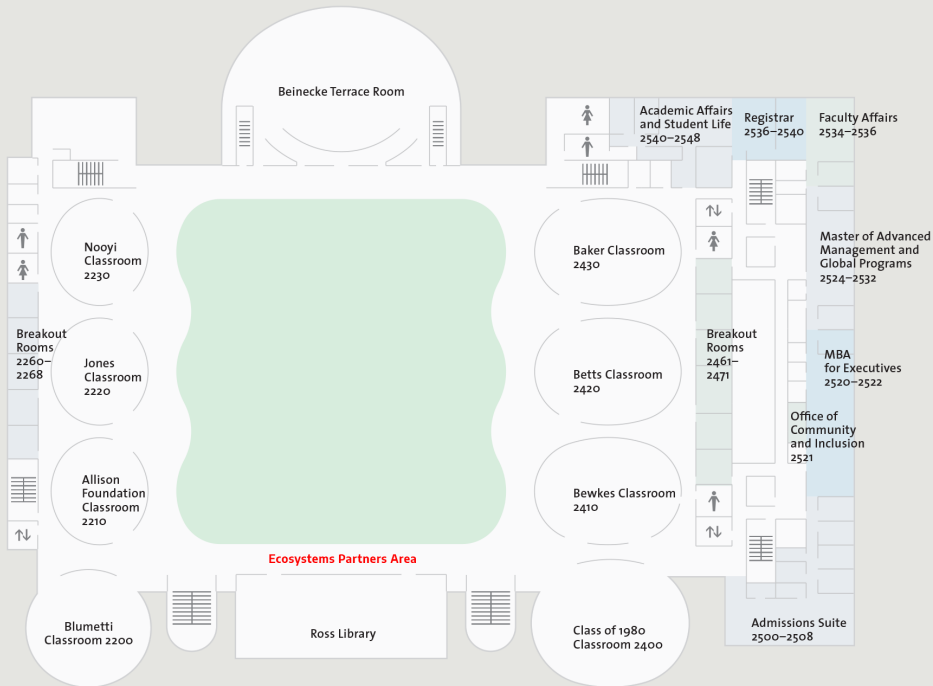 Beinecke Terrace Room
Academic Affairs
and Student Life
2540–2548
Registrar
2536–2540
Faculty Affairs
2534–2536
Nooyi
Classroom
2230
Baker Classroom
2430
Master of Advanced
Management and
Global Programs
2524–2532
Breakout
Rooms
2260–
2268
Jones
Classroom
2220
Betts Classroom
2420
Breakout
Rooms
2461–
2471
MBA
for Executives
2520–2522
Office of
Community
and Inclusion
2521
Allison
Foundation
Classroom
2210
Bewkes Classroom
2410
Ecosystems Partners Area
Blumetti
Classroom 2200
Ross Library
Class of 1980
Classroom 2400
Admissions Suite
2500–2508